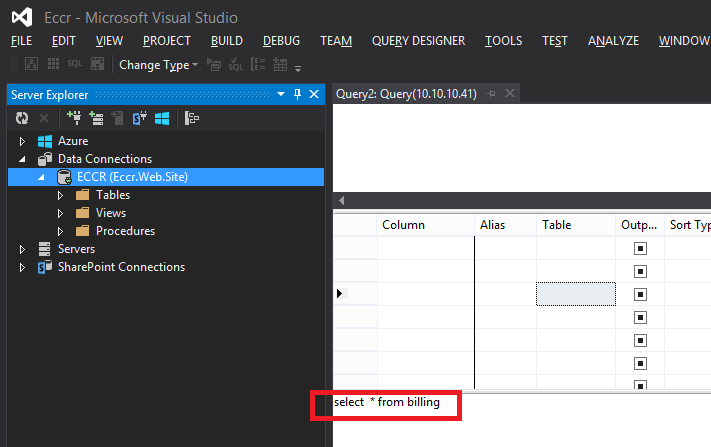 Eccr - Microsoft Visual Studio
FILE EDIT VIEW PROJECT BUILD DEBUG TEAM QUERY DESIGNER TOOLS TEST ANALYZE WINDOW
Change Type
Server Explorer
Query2: Query(10.10.10.41)
Azure
Data Connections
ECCR (Eccr.Web.Site)
Tables
Views
Procedures
Servers
SharePoint Connections
Column Alias Table Outp... Sort Typ
select * from billing